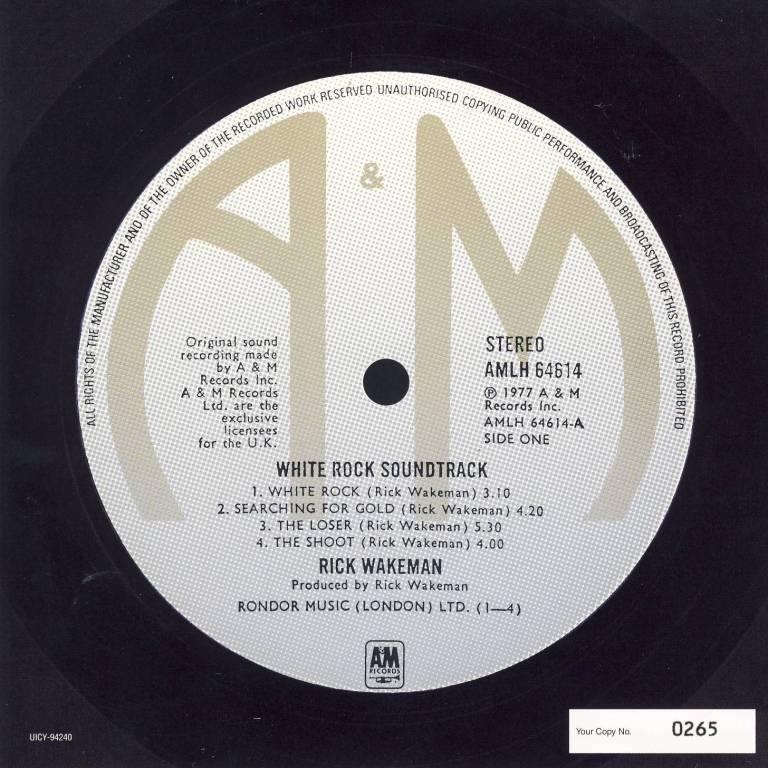 ALL RIGHTS OF THE MANUFACTURER AND OF THE OWNER OF THE RECORDED WORK RESERVED UNAUTHORISED COPYING PUBLIC PERFORMANCE AND BROADCASTING OF THIS RECORD PROHIBITED
A & M
Original sound
recording made
by A & M
Records Inc.
A & M Records
Ltd. are the
exclusive
licensees
for the U.K.
STEREO
AMLH 64614
℗ 1977 A & M
Records Inc.
AMLH 64614-A
SIDE ONE
WHITE ROCK SOUNDTRACK
1. WHITE ROCK (Rick Wakeman) 3.10
2. SEARCHING FOR GOLD (Rick Wakeman) 4.20
3. THE LOSER (Rick Wakeman) 5.30
4. THE SHOOT (Rick Wakeman) 4.00
RICK WAKEMAN
Produced by Rick Wakeman
RONDOR MUSIC (LONDON) LTD. (1—4)
A&M
RECORDS
UICY-94240
Your Copy No. 0265